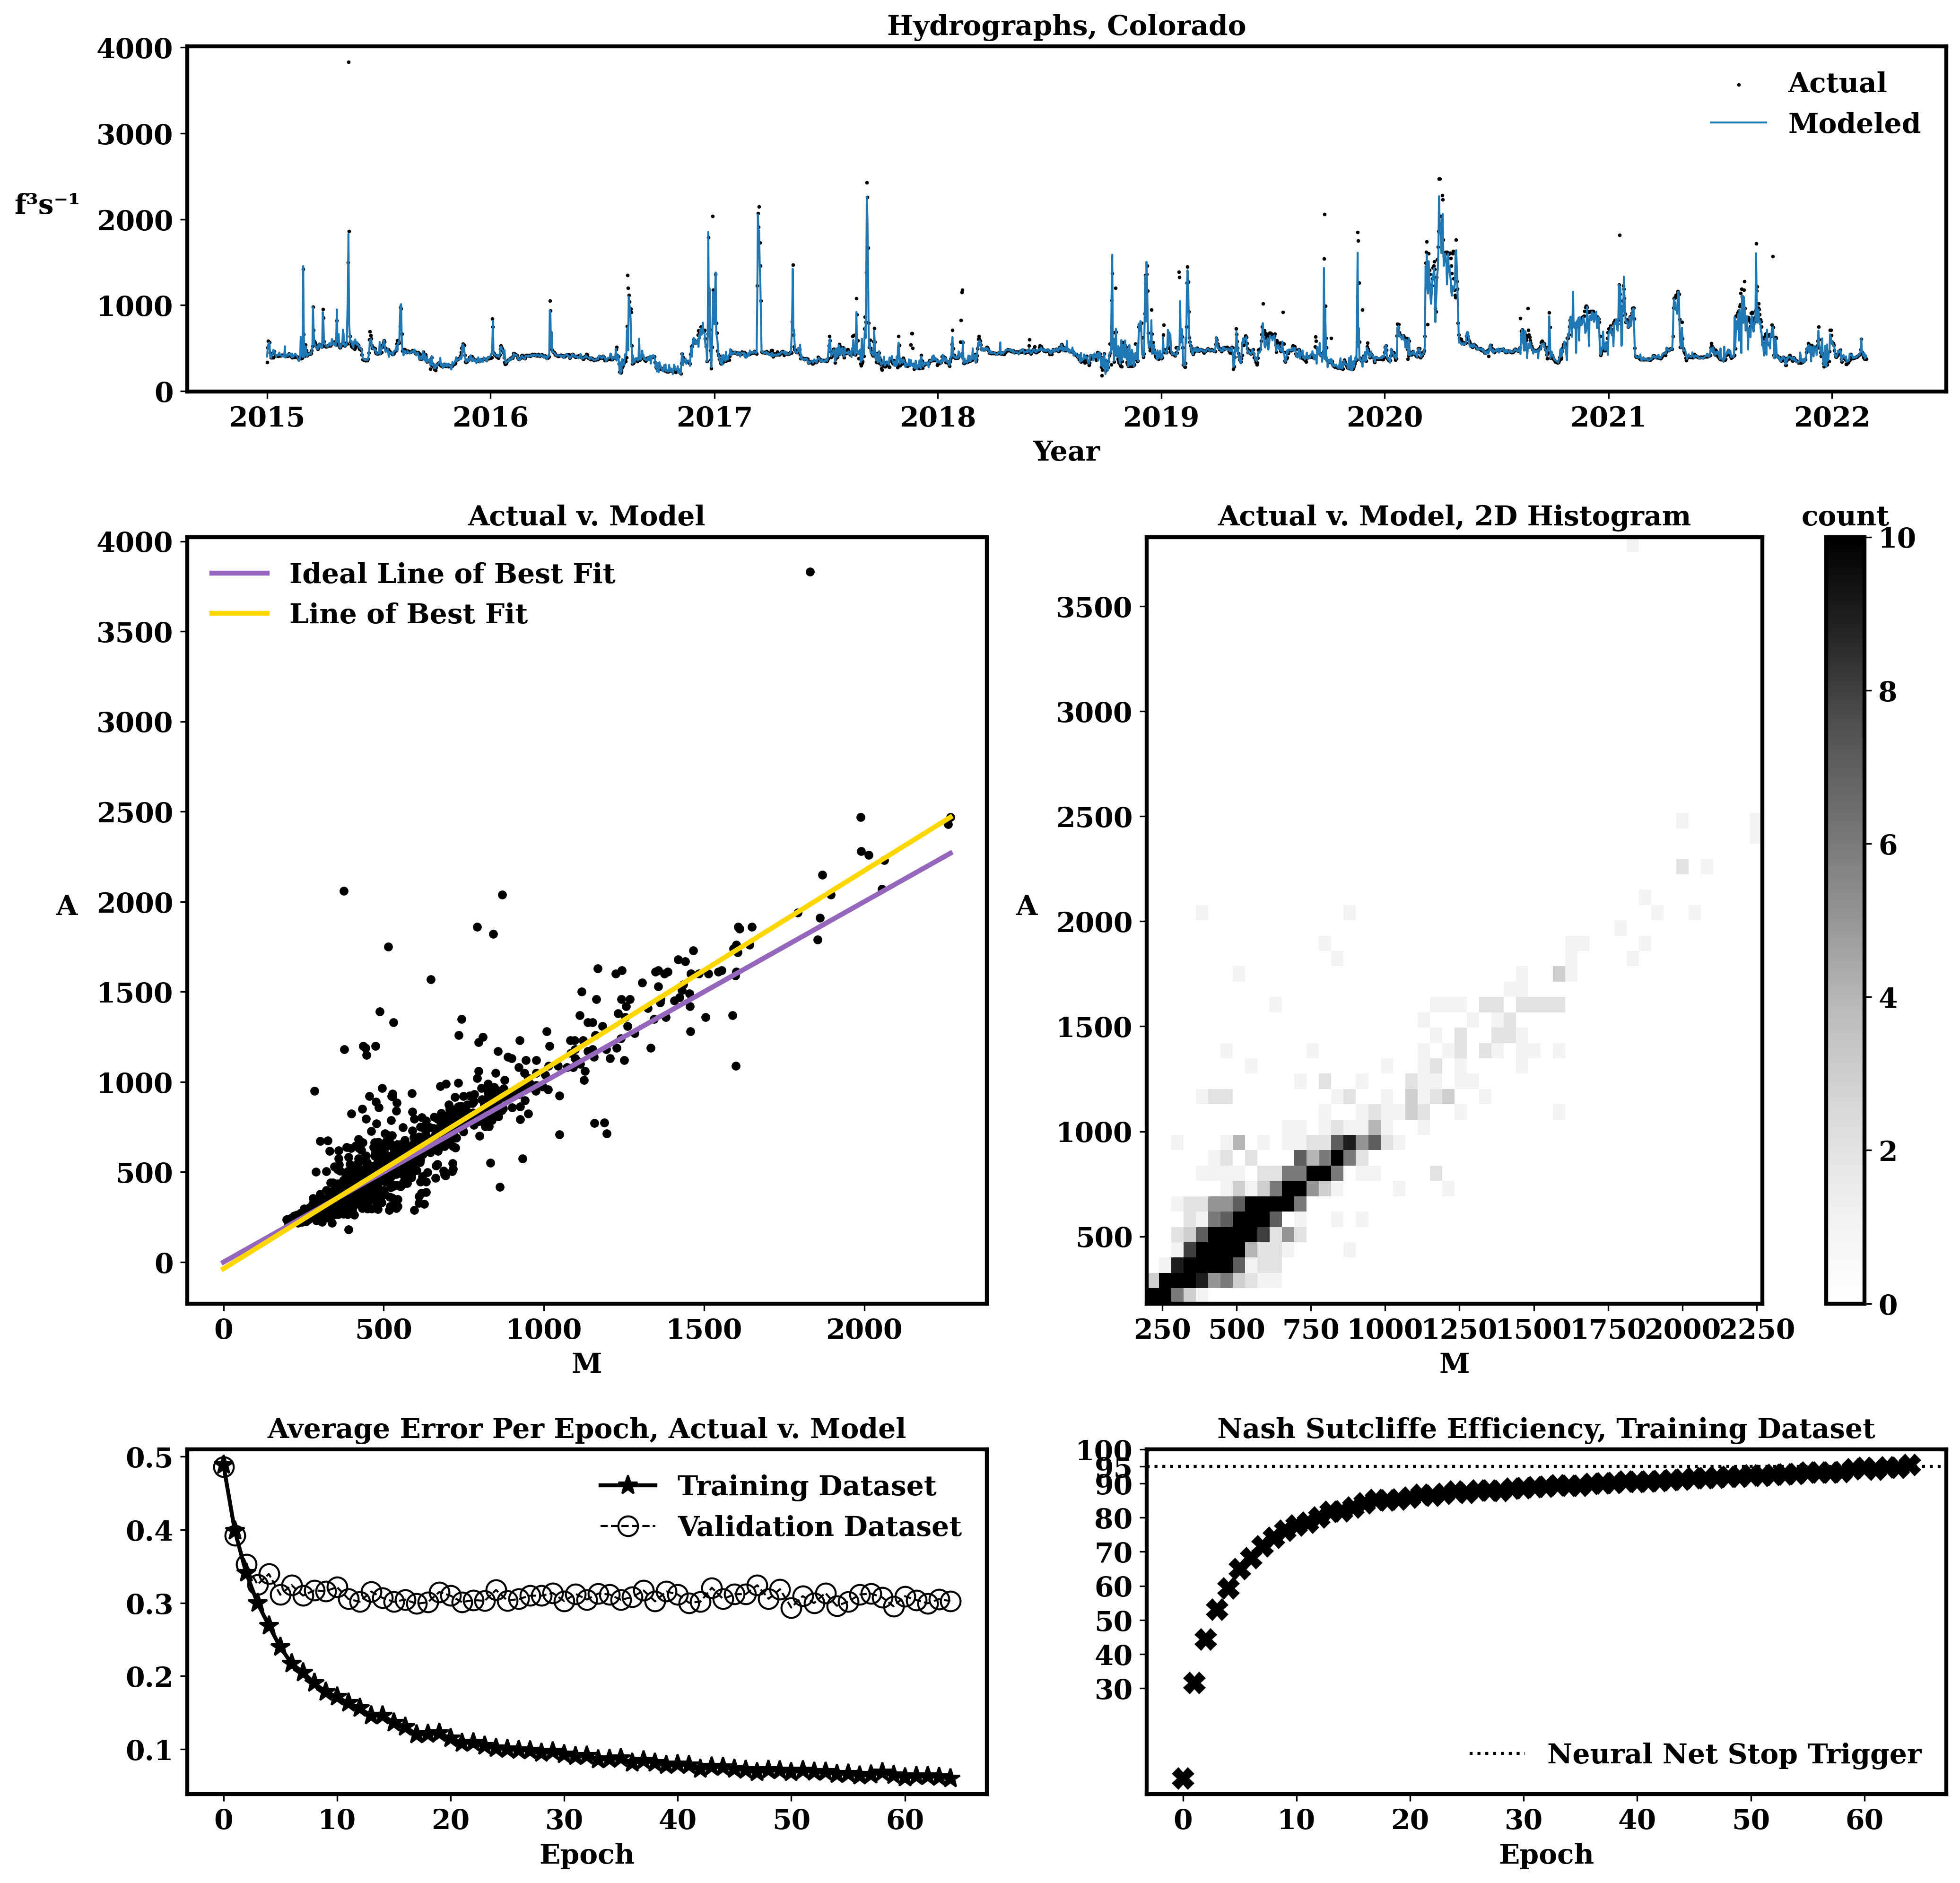 Hydrographs, Colorado
4000
3000
2000
1000
0
f³s⁻¹
Actual
Modeled
2015 2016 2017 2018 2019 2020 2021 2022
Year
Actual v. Model
4000
3500
3000
2500
2000
1500
1000
500
0
A
Ideal Line of Best Fit
Line of Best Fit
0 500 1000 1500 2000
M
Actual v. Model, 2D Histogram
3500
3000
2500
2000
1500
1000
500
A
250 500 750 1000 1250 1500 1750 2000 2250
M
count
10
8
6
4
2
0
Average Error Per Epoch, Actual v. Model
0.5
0.4
0.3
0.2
0.1
Training Dataset
Validation Dataset
0 10 20 30 40 50 60
Epoch
Nash Sutcliffe Efficiency, Training Dataset
100
95
90
80
70
60
50
40
30
Neural Net Stop Trigger
0 10 20 30 40 50 60
Epoch